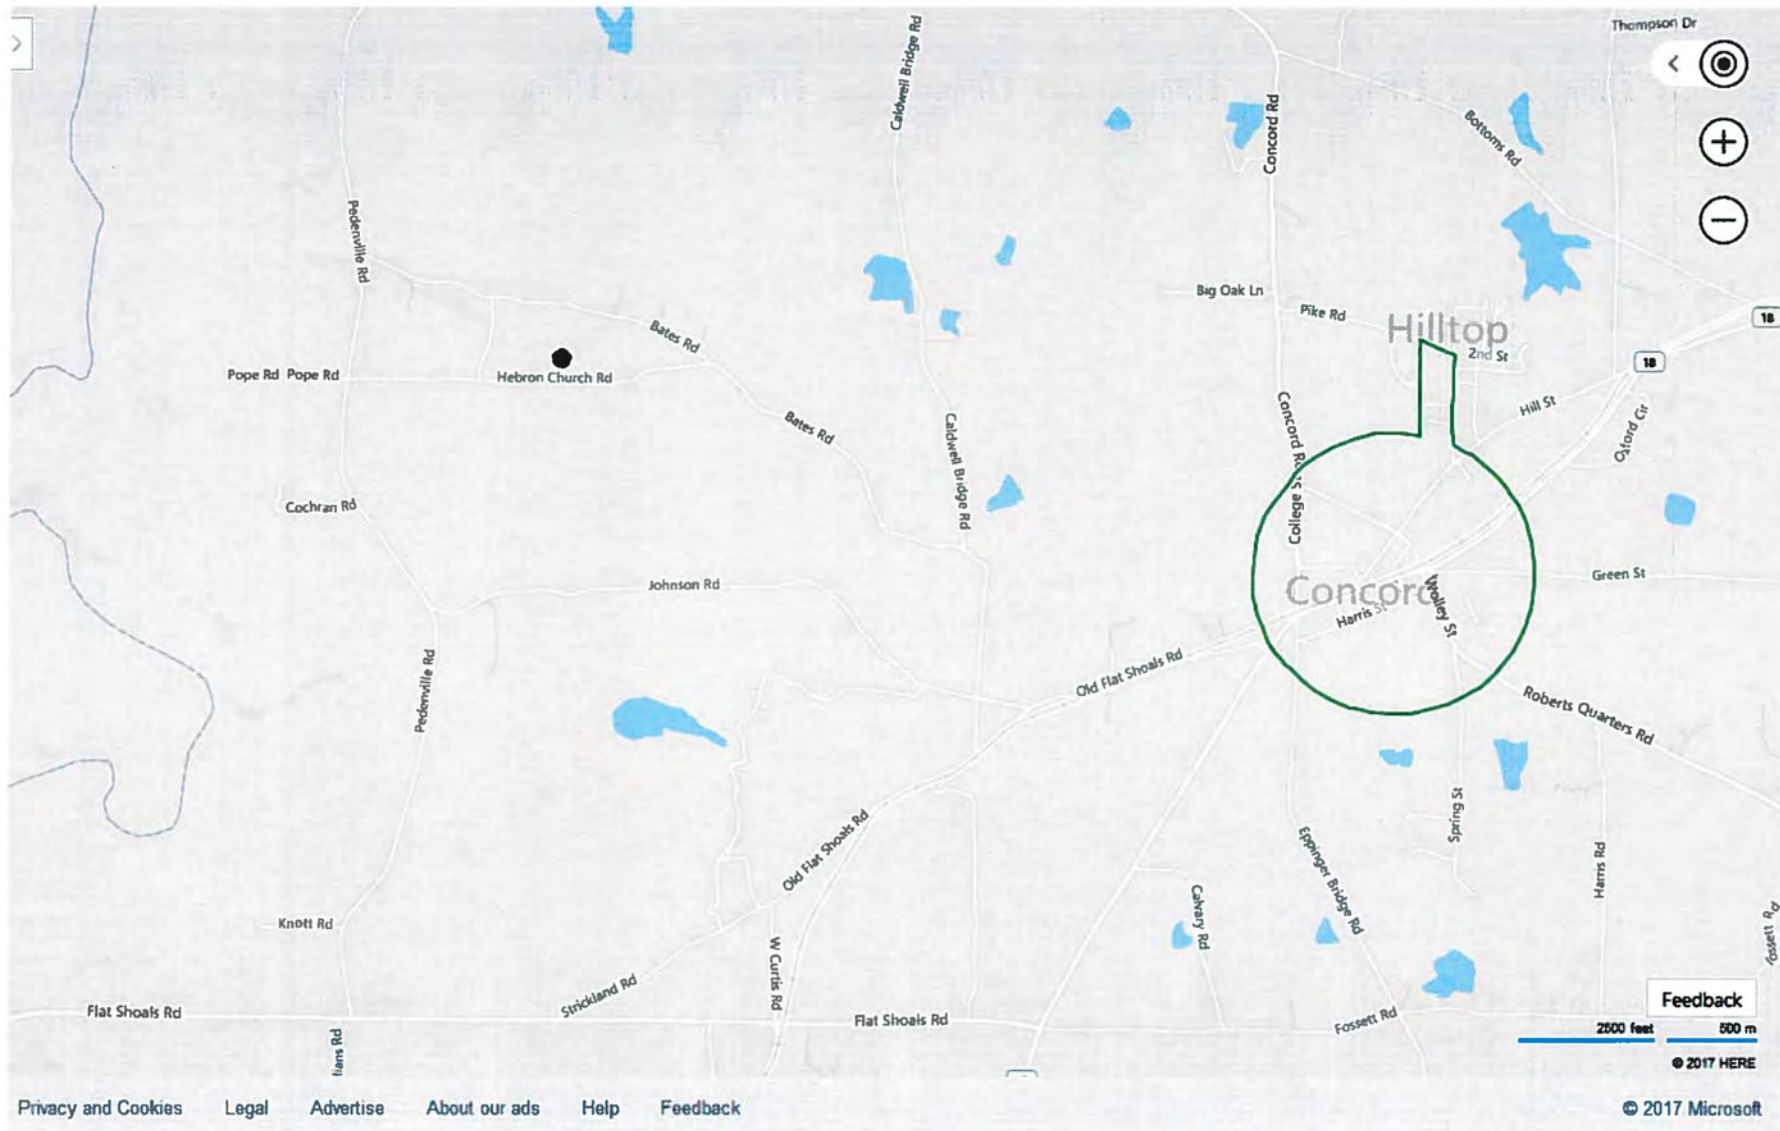 Thompson Dr
Caldwell Bridge Rd
Concord Rd
Bottoms Rd
Pedenville Rd
Big Oak Ln
Pike Rd
Hilltop
18
Bates Rd
2nd St
18
Pope Rd Pope Rd
Hebron Church Rd
Hill St
Oxford Cir
Concord Rd
Bates Rd
Caldwell Bridge Rd
College St
Cochran Rd
Johnson Rd
Green St
Concord
Wolley St
Harris St
Old Flat Shoals Rd
Pedenville Rd
Roberts Quarters Rd
Spring St
Old Flat Shoals Rd
Eppinger Bridge Rd
Harris Rd
Calvary Rd
Knott Rd
Fossett Rd
W Curtis Rd
Strickland Rd
Feedback
Flat Shoals Rd
Flat Shoals Rd
Fossett Rd
2500 feet 500 m
© 2017 HERE
Privacy and Cookies Legal Advertise About our ads Help Feedback © 2017 Microsoft